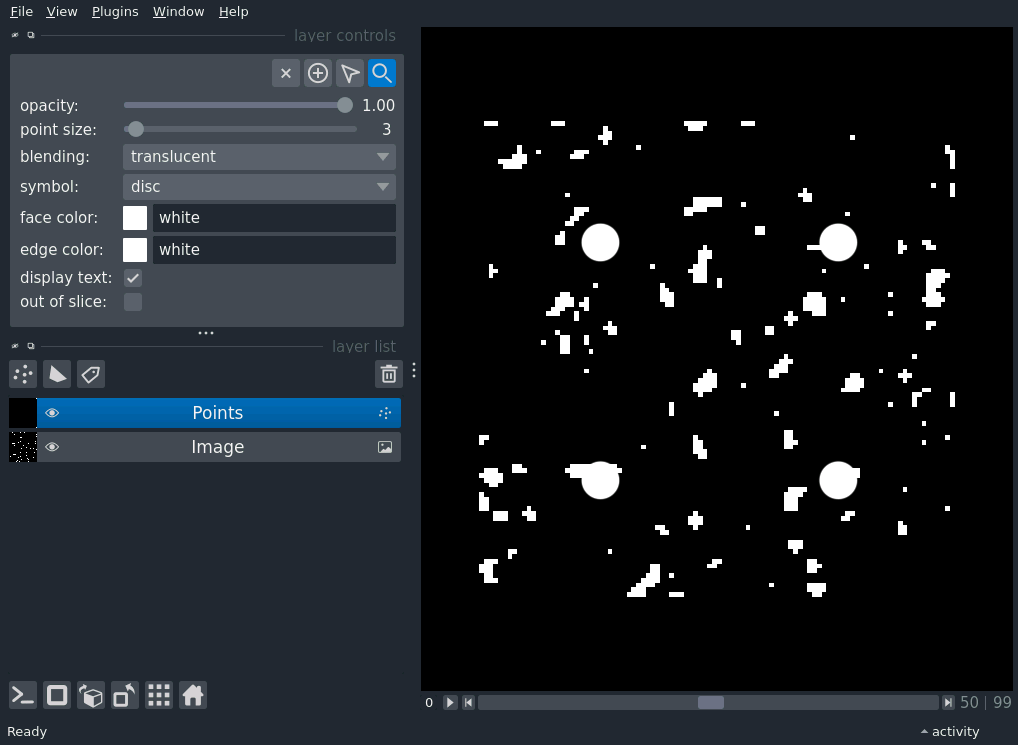 File View Plugins Window Help
layer controls
opacity: 1.00
point size: 3
blending: translucent
symbol: disc
face color: white
edge color: white
display text:
out of slice:
layer list
Points
Image
0 50 | 99
Ready activity